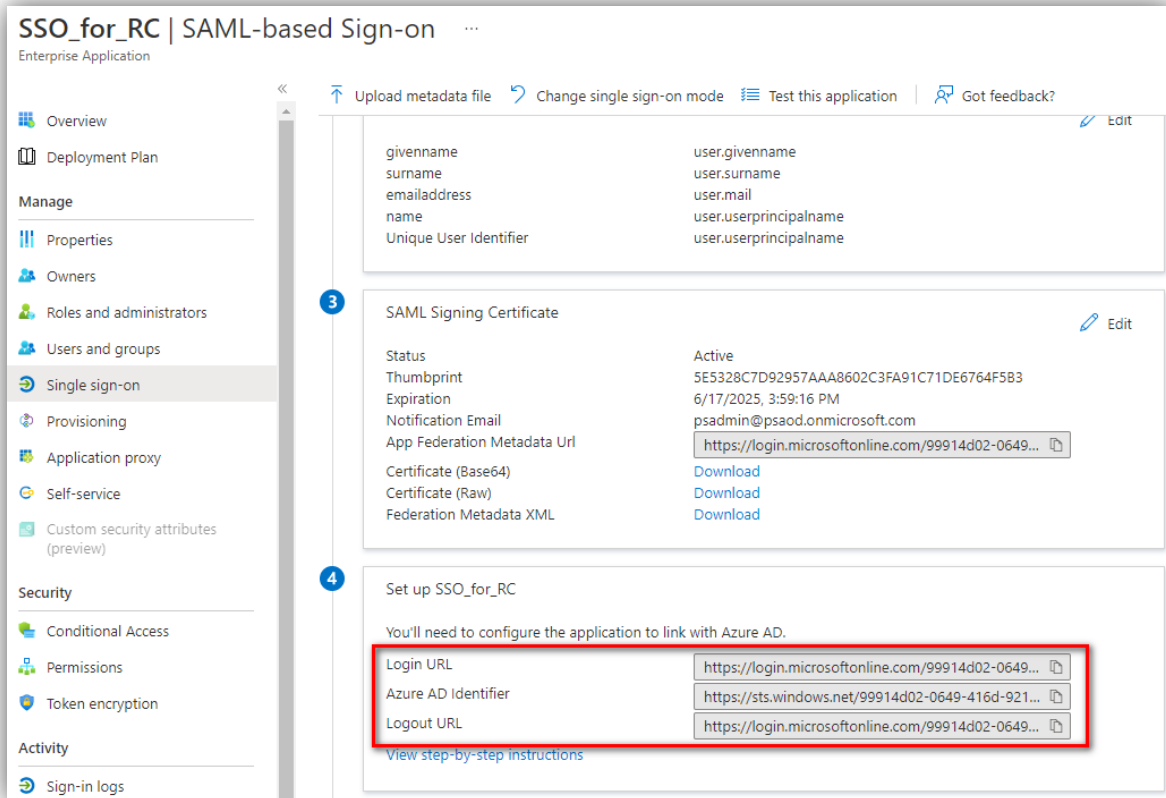 SSO_for_RC | SAML-based Sign-on ...
Enterprise Application
«
Overview
Deployment Plan
Manage
Properties
Owners
Roles and administrators
Users and groups
Single sign-on
Provisioning
Application proxy
Self-service
Custom security attributes
(preview)
Security
Conditional Access
Permissions
Token encryption
Activity
Sign-in logs
Upload metadata file Change single sign-on mode Test this application Got feedback?
Edit
givenname user.givenname
surname user.surname
emailaddress user.mail
name user.userprincipalname
Unique User Identifier user.userprincipalname
3
SAML Signing Certificate
Edit
Status Active
Thumbprint 5E5328C7D92957AAA8602C3FA91C71DE6764F5B3
Expiration 6/17/2025, 3:59:16 PM
Notification Email psadmin@psaod.onmicrosoft.com
App Federation Metadata Url https://login.microsoftonline.com/99914d02-0649...
Certificate (Base64) Download
Certificate (Raw) Download
Federation Metadata XML Download
4
Set up SSO_for_RC
You'll need to configure the application to link with Azure AD.
Login URL https://login.microsoftonline.com/99914d02-0649...
Azure AD Identifier https://sts.windows.net/99914d02-0649-416d-921...
Logout URL https://login.microsoftonline.com/99914d02-0649...
View step-by-step instructions